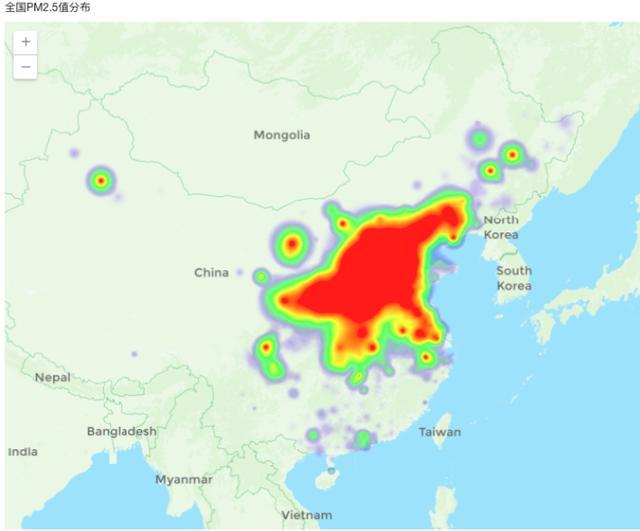 全国PM2.5值分布
+
−
Mongolia
North
Korea
South
Korea
China
Nepal
Bangladesh
Taiwan
India
Myanmar
Vietnam